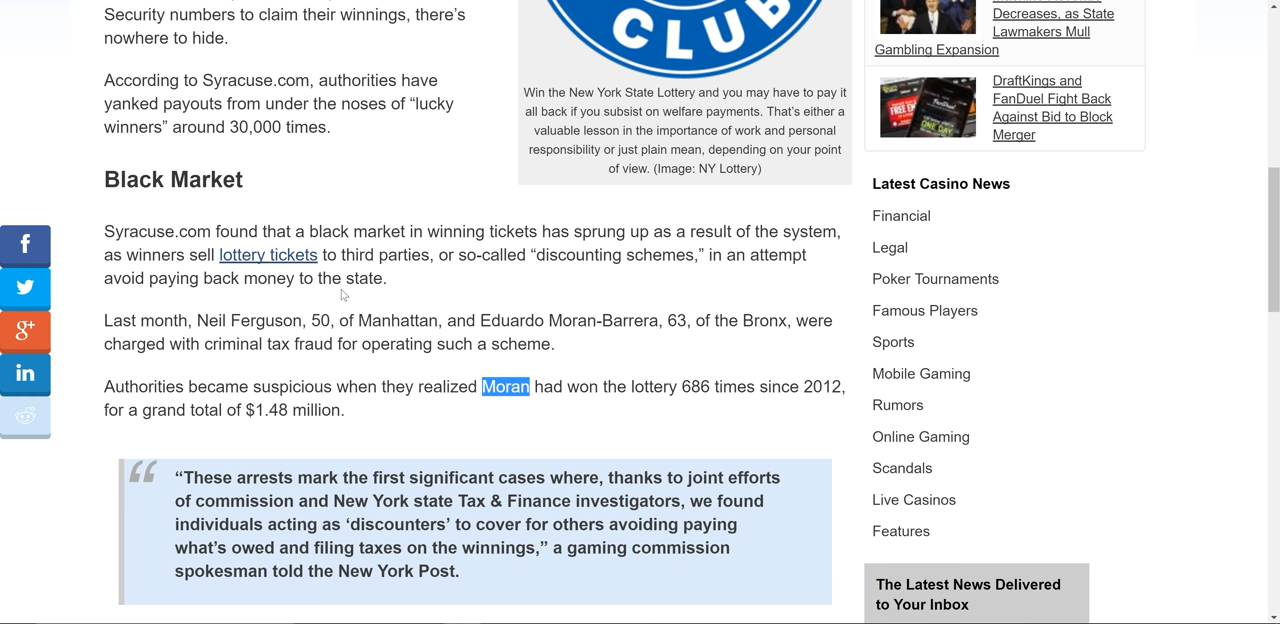 Security numbers to claim their winnings, there’s
nowhere to hide.
According to Syracuse.com, authorities have
yanked payouts from under the noses of “lucky
winners” around 30,000 times.
CLUB
Win the New York State Lottery and you may have to pay it
all back if you subsist on welfare payments. That’s either a
valuable lesson in the importance of work and personal
responsibility or just plain mean, depending on your point
of view. (Image: NY Lottery)
Black Market
Syracuse.com found that a black market in winning tickets has sprung up as a result of the system,
as winners sell lottery tickets to third parties, or so-called “discounting schemes,” in an attempt
avoid paying back money to the state.
Last month, Neil Ferguson, 50, of Manhattan, and Eduardo Moran-Barrera, 63, of the Bronx, were
charged with criminal tax fraud for operating such a scheme.
Authorities became suspicious when they realized Moran had won the lottery 686 times since 2012,
for a grand total of $1.48 million.
“These arrests mark the first significant cases where, thanks to joint efforts
of commission and New York state Tax & Finance investigators, we found
individuals acting as ‘discounters’ to cover for others avoiding paying
what’s owed and filing taxes on the winnings,” a gaming commission
spokesman told the New York Post.
Decreases, as State
Lawmakers Mull
Gambling Expansion
DraftKings and
FanDuel Fight Back
Against Bid to Block
Merger
Latest Casino News
Financial
Legal
Poker Tournaments
Famous Players
Sports
Mobile Gaming
Rumors
Online Gaming
Scandals
Live Casinos
Features
The Latest News Delivered
to Your Inbox